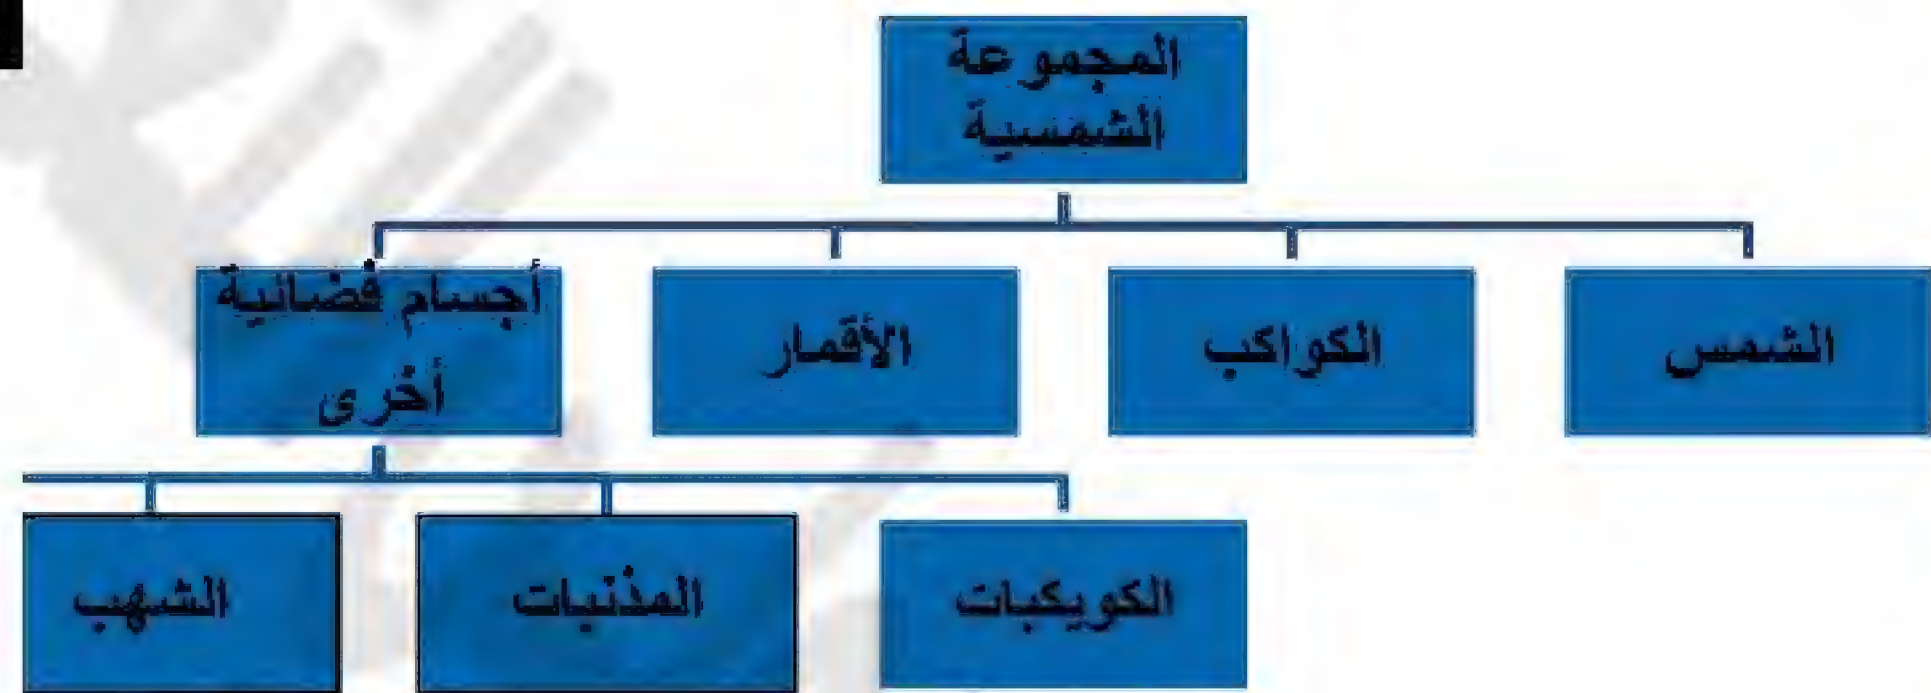 المجموعة
الشمسية
الشمس
الكواكب
الأقمار
أجسام فضائية
أخرى
الكويكبات
المذنبات
الشهب